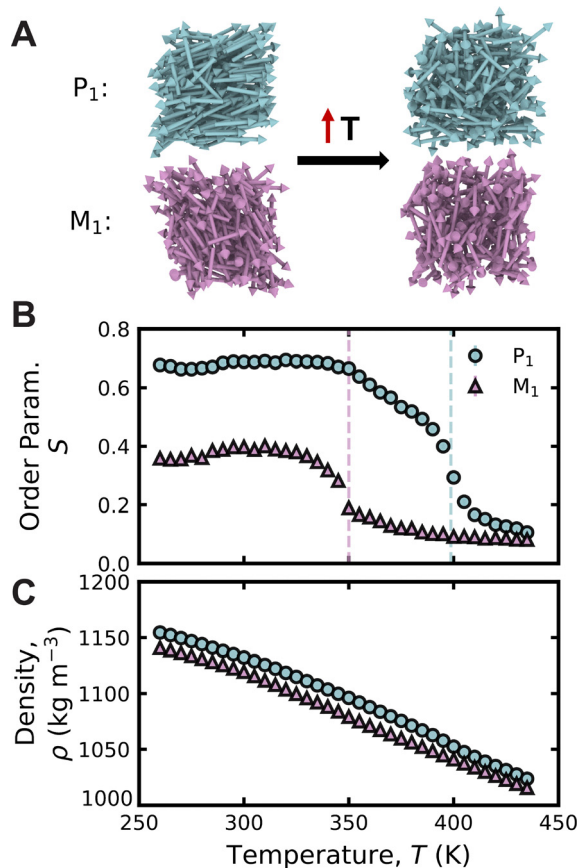 A
P₁:
T
M₁:
B
0.8
0.6
0.4
0.2
0.0
Order Param.
S
P₁
M₁
C
1200
1150
1100
1050
1000
Density,
ρ (kg m⁻³)
250
300
350
400
450
Temperature, T (K)